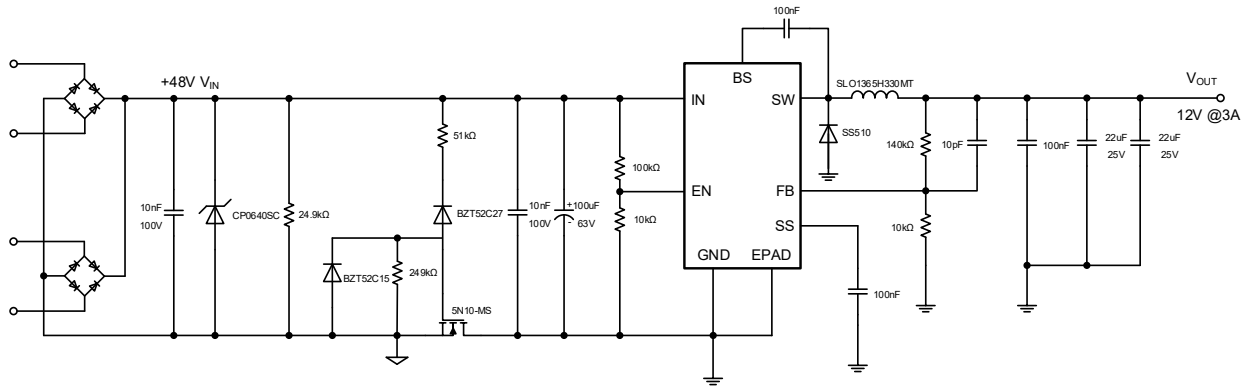 100nF
BS
SLO1365H330MT
V_OUT
+48V V_IN
IN
SW
12V @3A
SS510
51kΩ
140kΩ
10pF
100nF
22uF
25V
22uF
25V
100kΩ
EN
FB
10nF
100V
CP0640SC
24.9kΩ
BZT52C27
10nF
100V
+100uF
-
63V
10kΩ
10kΩ
SS
BZT52C15
249kΩ
GND
EPAD
100nF
5N10-MS